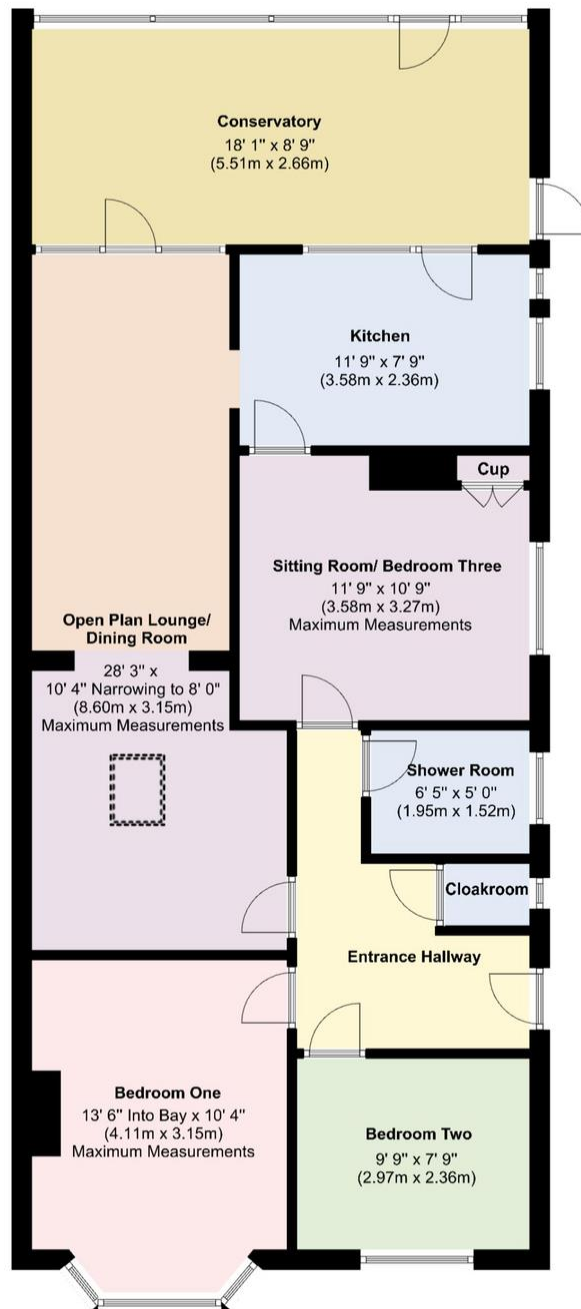 Conservatory
18' 1" x 8' 9"
(5.51m x 2.66m)
Kitchen
11' 9" x 7' 9"
(3.58m x 2.36m)
Cup
Sitting Room/ Bedroom Three
11' 9" x 10' 9"
(3.58m x 3.27m)
Maximum Measurements
Open Plan Lounge/
Dining Room
28' 3" x
10' 4" Narrowing to 8' 0"
(8.60m x 3.15m)
Maximum Measurements
Shower Room
6' 5" x 5' 0"
(1.95m x 1.52m)
Cloakroom
Entrance Hallway
Bedroom One
13' 6" Into Bay x 10' 4"
(4.11m x 3.15m)
Maximum Measurements
Bedroom Two
9' 9" x 7' 9"
(2.97m x 2.36m)